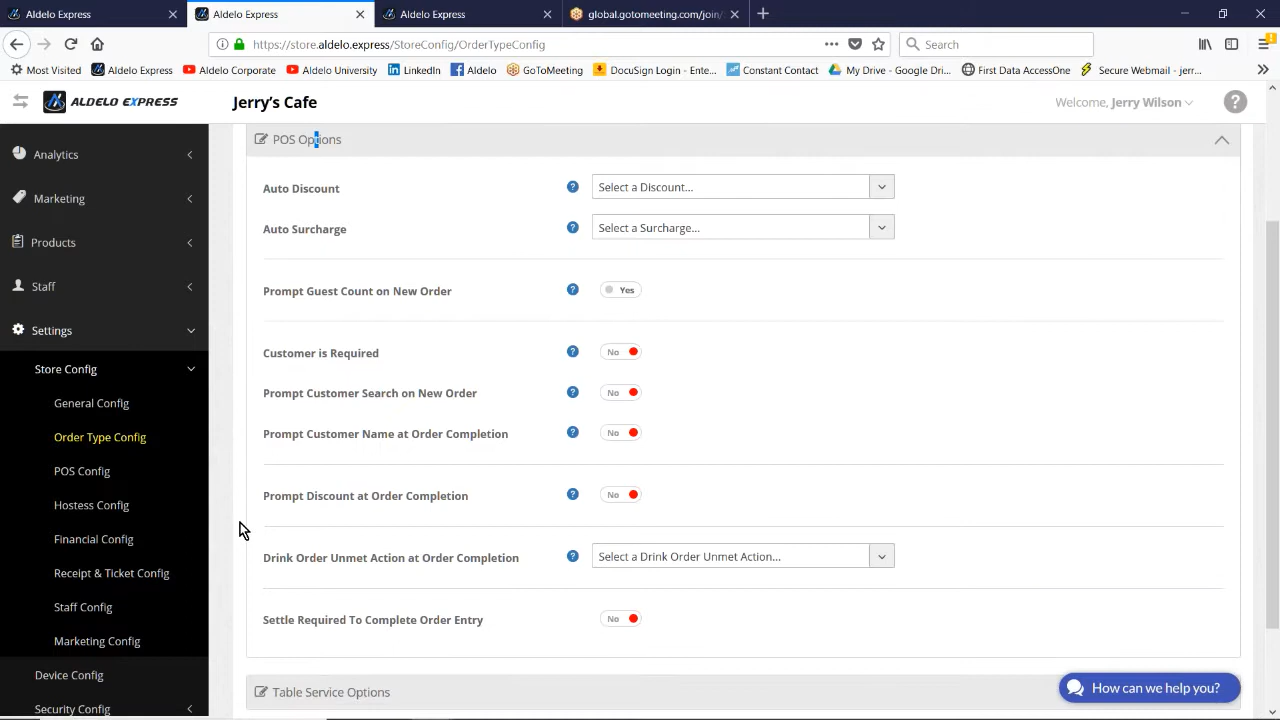 Aldelo Express
Aldelo Express
Aldelo Express
global.gotomeeting.com/join/
https://store.aldelo.express/StoreConfig/OrderTypeConfig
Search
Most Visited
Aldelo Express
Aldelo Corporate
Aldelo University
LinkedIn
Aldelo
GoToMeeting
DocuSign Login - Ente...
Constant Contact
My Drive - Google Dri...
First Data AccessOne
Secure Webmail - jerr...
ALDELO EXPRESS
Jerry's Cafe
Welcome, Jerry Wilson
?
Analytics
Marketing
Products
Staff
Settings
Store Config
General Config
Order Type Config
POS Config
Hostess Config
Financial Config
Receipt & Ticket Config
Staff Config
Marketing Config
Device Config
Security Config
POS Options
Auto Discount ? Select a Discount...
Auto Surcharge ? Select a Surcharge...
Prompt Guest Count on New Order ? Yes
Customer is Required ? No
Prompt Customer Search on New Order ? No
Prompt Customer Name at Order Completion ? No
Prompt Discount at Order Completion ? No
Drink Order Unmet Action at Order Completion ? Select a Drink Order Unmet Action...
Settle Required To Complete Order Entry No
Table Service Options
How can we help you?